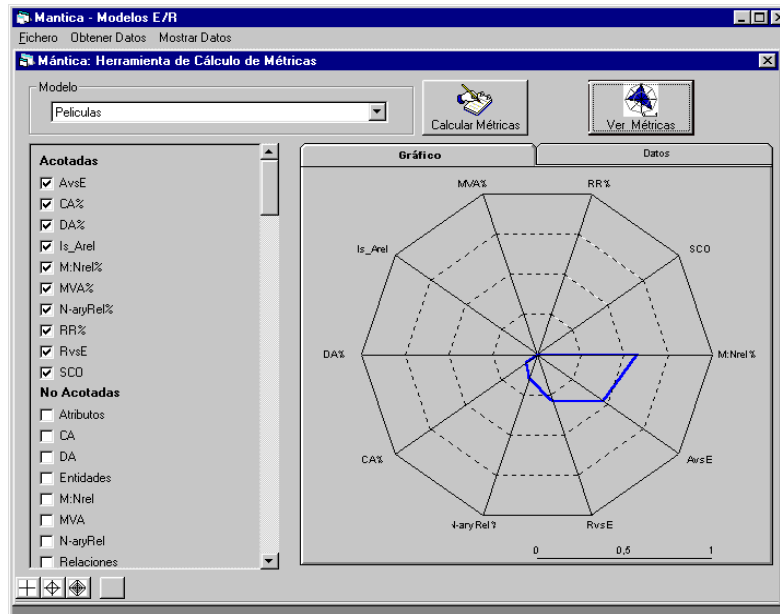 Mantica - Modelos E/R
Fichero Obtener Datos Mostrar Datos
Mántica: Herramienta de Cálculo de Métricas
Modelo
Peliculas
Calcular Métricas
Ver Métricas
Acotadas
AvsE
CA%
DA%
Is_Arel
M:Nrel%
MVA%
N-aryRel%
RR%
RvsE
SCO
No Acotadas
Atributos
CA
DA
Entidades
M:Nrel
MVA
N-aryRel
Relaciones
Gráfico
Datos
MVA%
RR%
Is_Arel
SCO
DA%
M:Nrel%
CA%
AvsE
N-aryRel%
RvsE
0 0,5 1